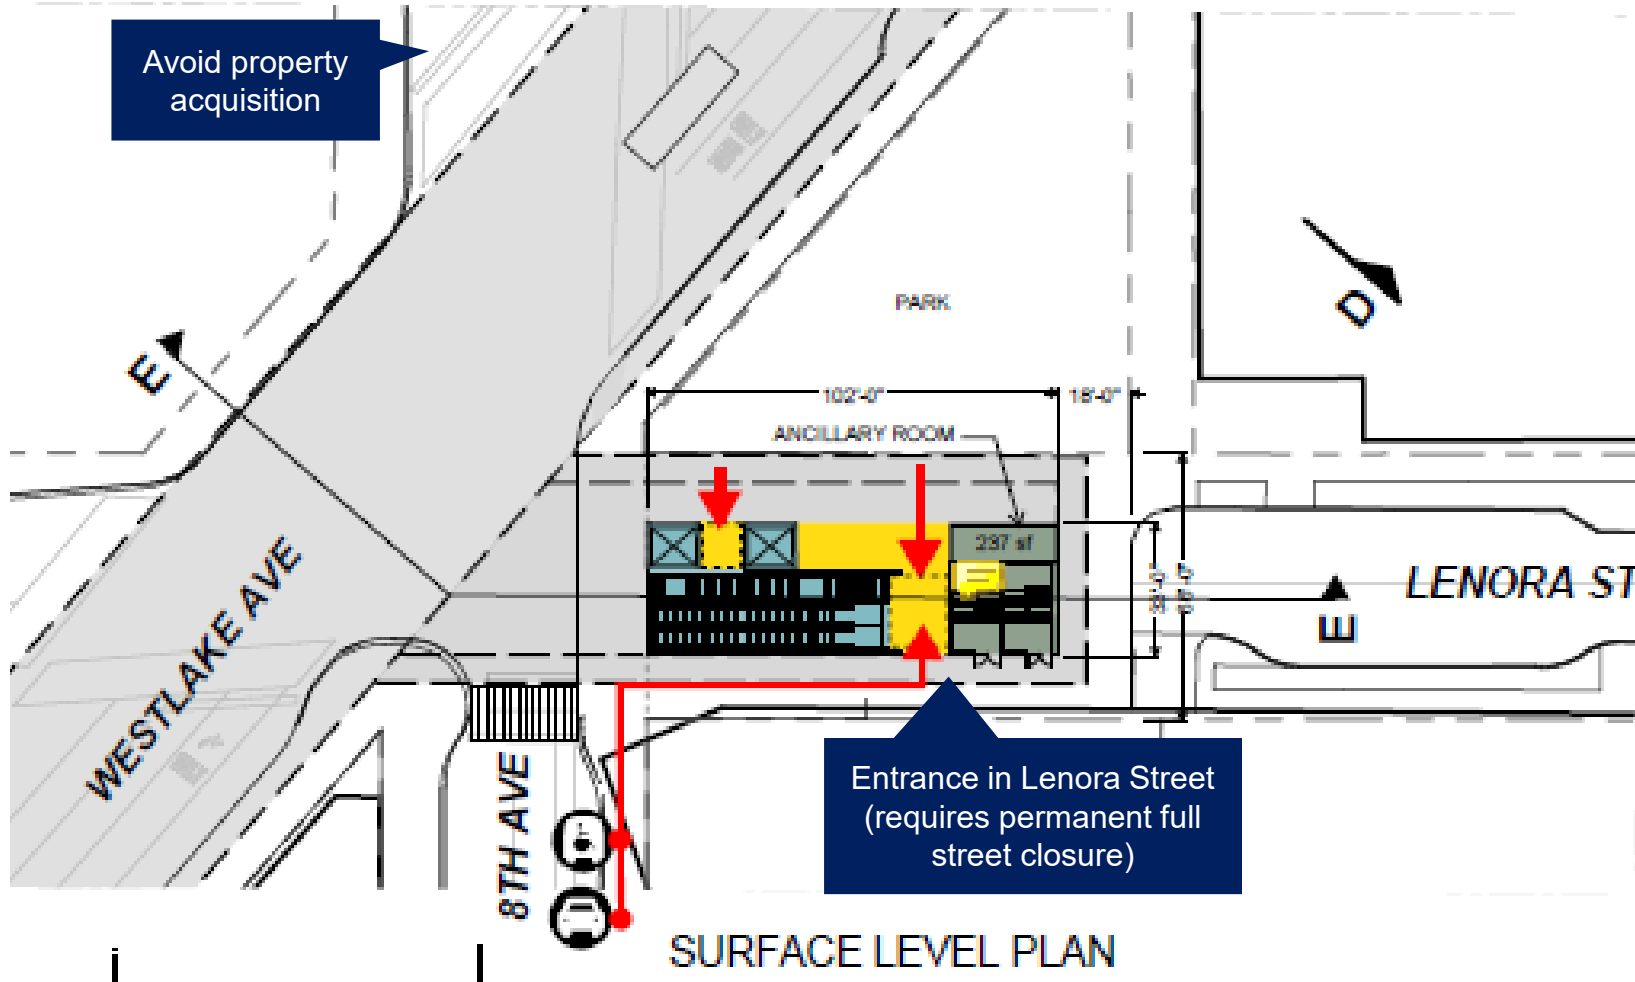 Avoid property
acquisition
D
PARK
E
102'-0"
18'-0"
ANCILLARY ROOM
237 sf
WESTLAKE AVE
LENORA ST
E
8TH AVE
Entrance in Lenora Street
(requires permanent full
street closure)
SURFACE LEVEL PLAN